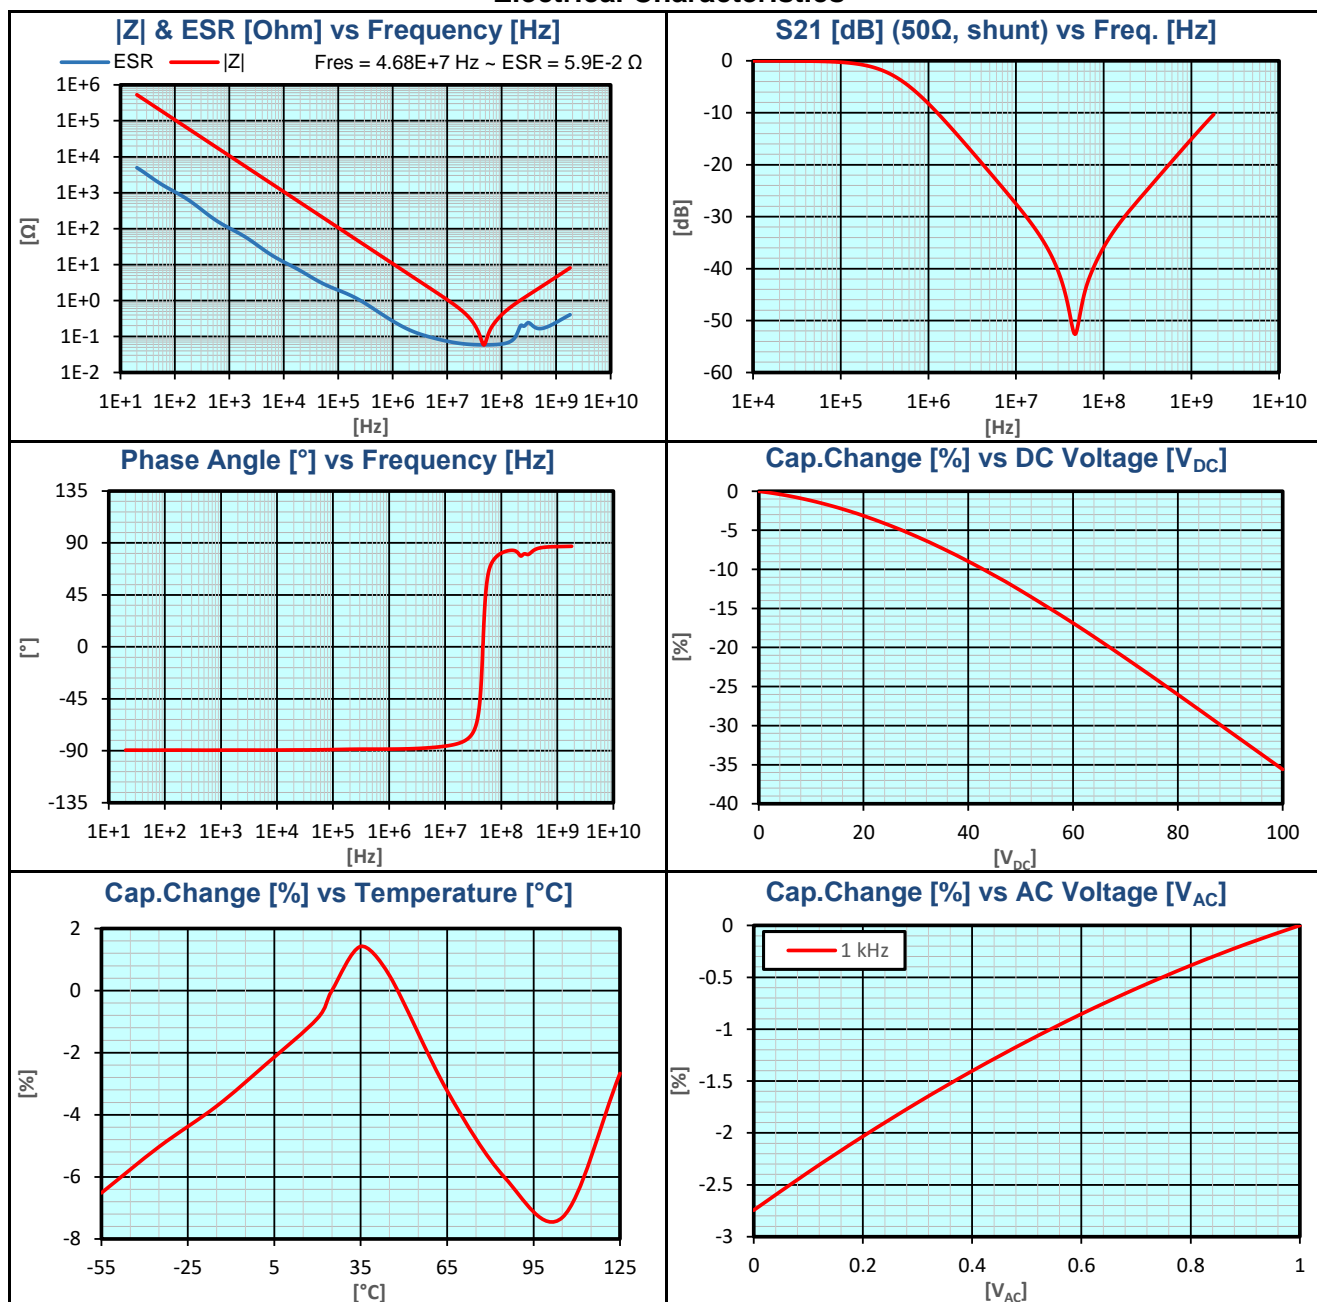 |Z| & ESR [Ohm] vs Frequency [Hz]
ESR |Z| Fres = 4.68E+7 Hz ~ ESR = 5.9E-2 Ω
1E+6
1E+5
1E+4
1E+3
1E+2
1E+1
1E+0
1E-1
1E-2
[Ω]
1E+1 1E+2 1E+3 1E+4 1E+5 1E+6 1E+7 1E+8 1E+9 1E+10
[Hz]
S21 [dB] (50Ω, shunt) vs Freq. [Hz]
0
-10
-20
-30
-40
-50
-60
[dB]
1E+4 1E+5 1E+6 1E+7 1E+8 1E+9 1E+10
[Hz]
Phase Angle [°] vs Frequency [Hz]
135
90
45
0
-45
-90
-135
[°]
1E+1 1E+2 1E+3 1E+4 1E+5 1E+6 1E+7 1E+8 1E+9 1E+10
[Hz]
Cap.Change [%] vs DC Voltage [VDC]
0
-5
-10
-15
-20
-25
-30
-35
-40
[%]
0 20 40 60 80 100
[VDC]
Cap.Change [%] vs Temperature [°C]
2
0
-2
-4
-6
-8
[%]
-55 -25 5 35 65 95 125
[°C]
Cap.Change [%] vs AC Voltage [VAC]
1 kHz
0
-0.5
-1
-1.5
-2
-2.5
-3
[%]
0 0.2 0.4 0.6 0.8 1
[VAC]